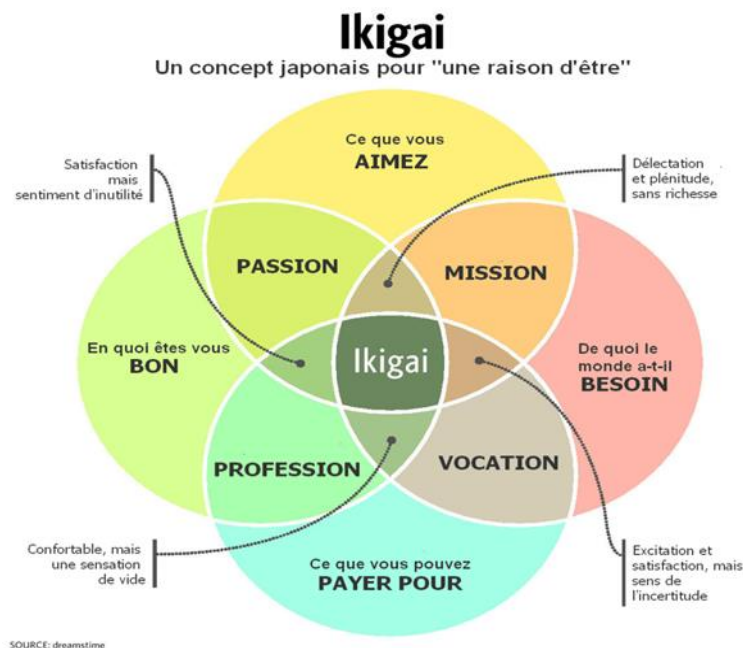 Ikigai
Un concept japonais pour "une raison d'être"
Satisfaction
mais
sentiment d'inutilité
Ce que vous
AIMEZ
Délectation
et plénitude,
sans richesse
PASSION
MISSION
En quoi êtes vous
BON
Ikigai
De quoi le
monde a-t-il
BESOIN
PROFESSION
VOCATION
Confortable, mais
une sensation
de vide
Ce que vous pouvez
PAYER POUR
Excitation et
satisfaction, mais
sens de
l'incertitude
SOURCE: dreamstime